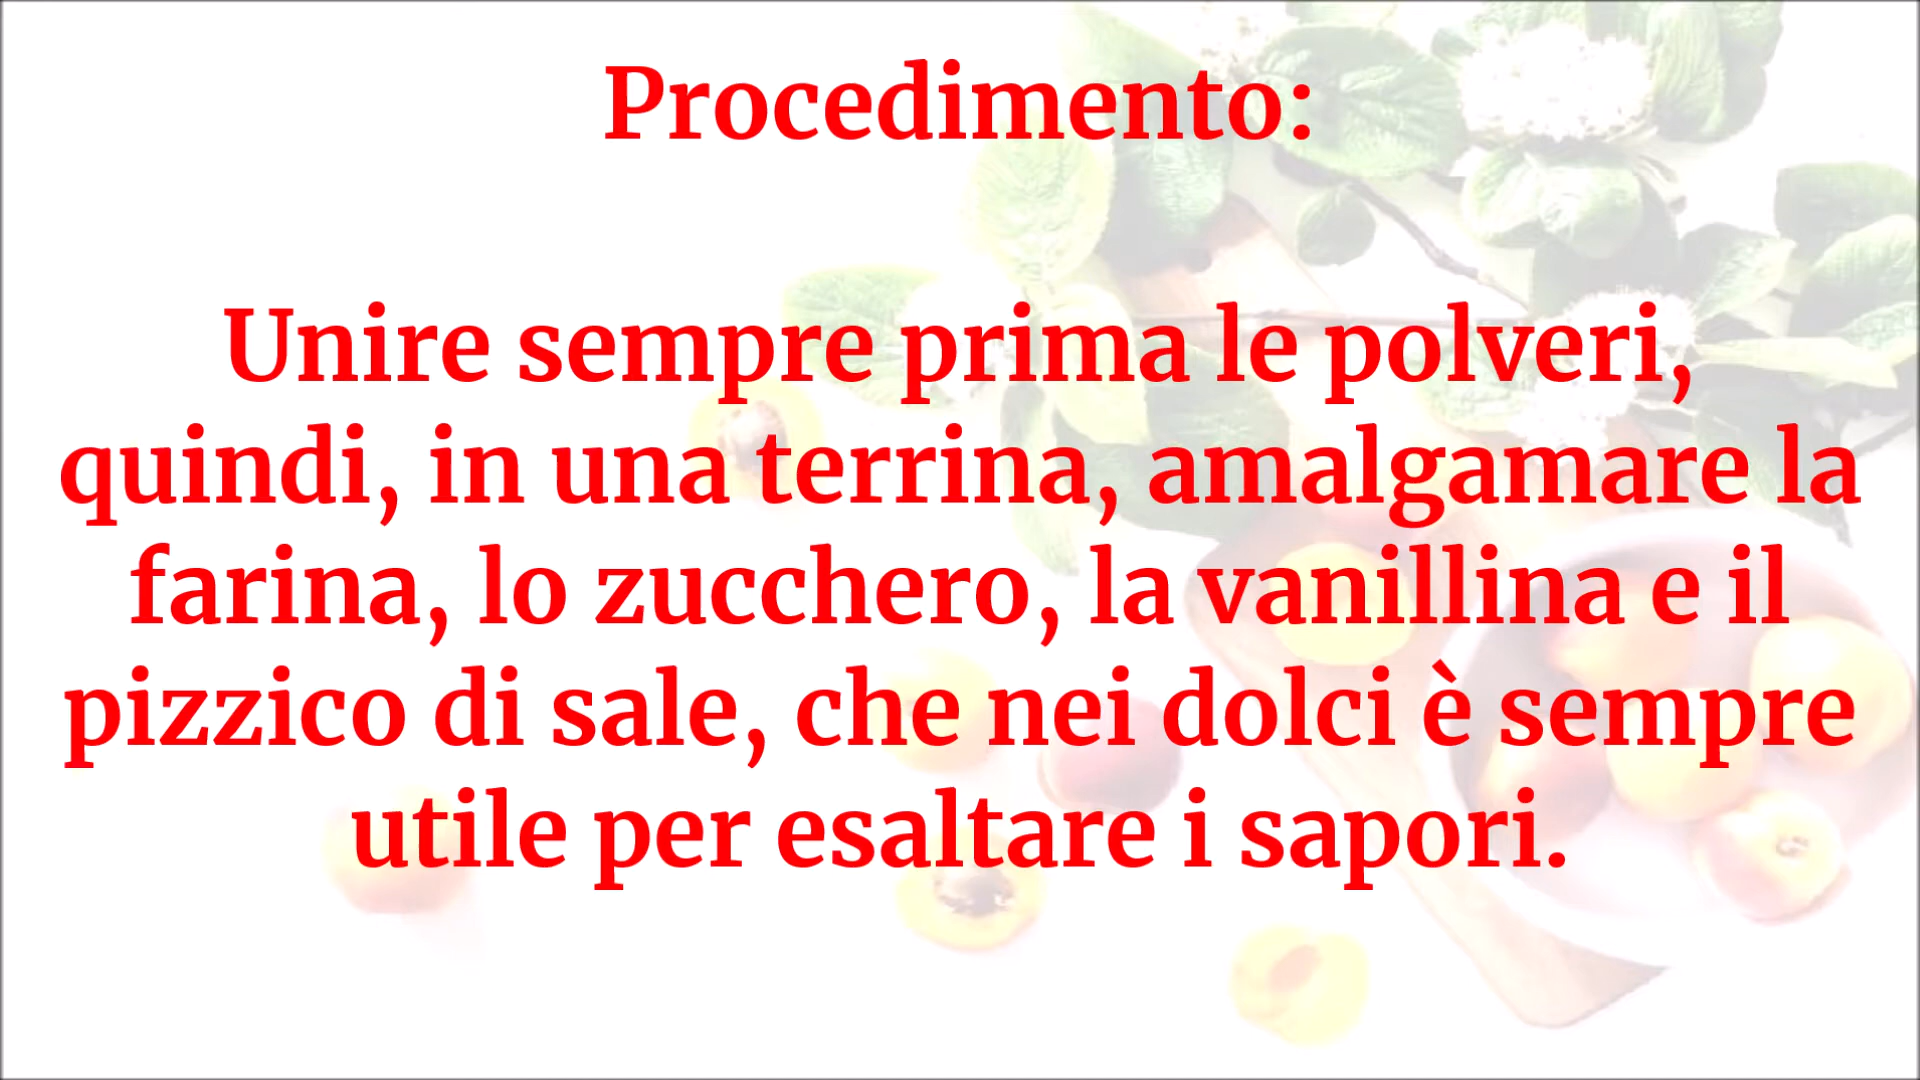 Procedimento:
Unire sempre prima le polveri,
quindi, in una terrina, amalgamare la
farina, lo zucchero, la vanillina e il
pizzico di sale, che nei dolci è sempre
utile per esaltare i sapori.